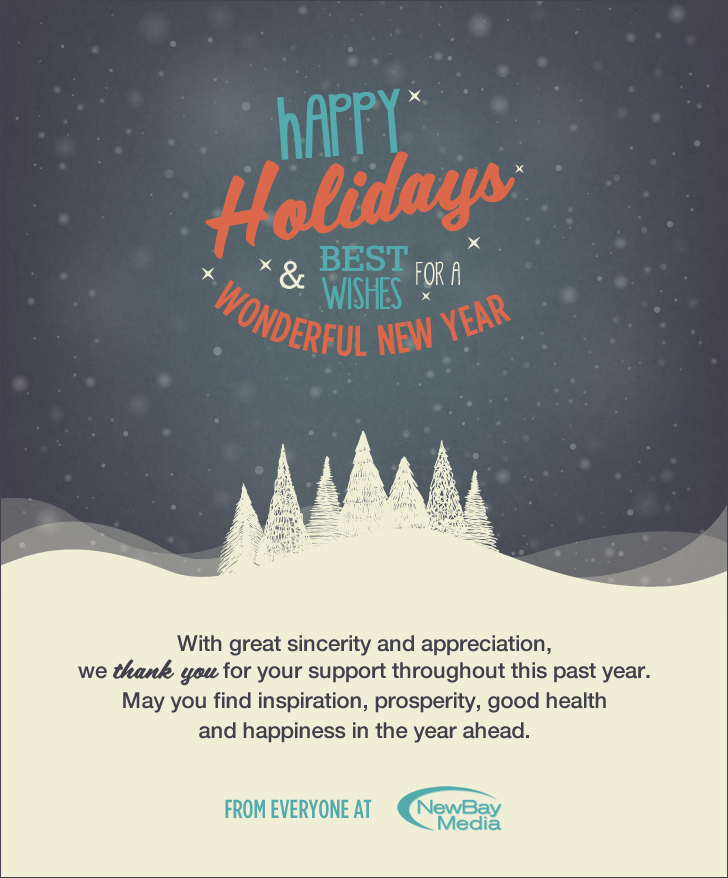 hAPPY
Holidays
& BEST WISHES FOR A
WONDERFUL NEW YEAR
With great sincerity and appreciation,
we thank you for your support throughout this past year.
May you find inspiration, prosperity, good health
and happiness in the year ahead.
FROM EVERYONE AT NewBay Media